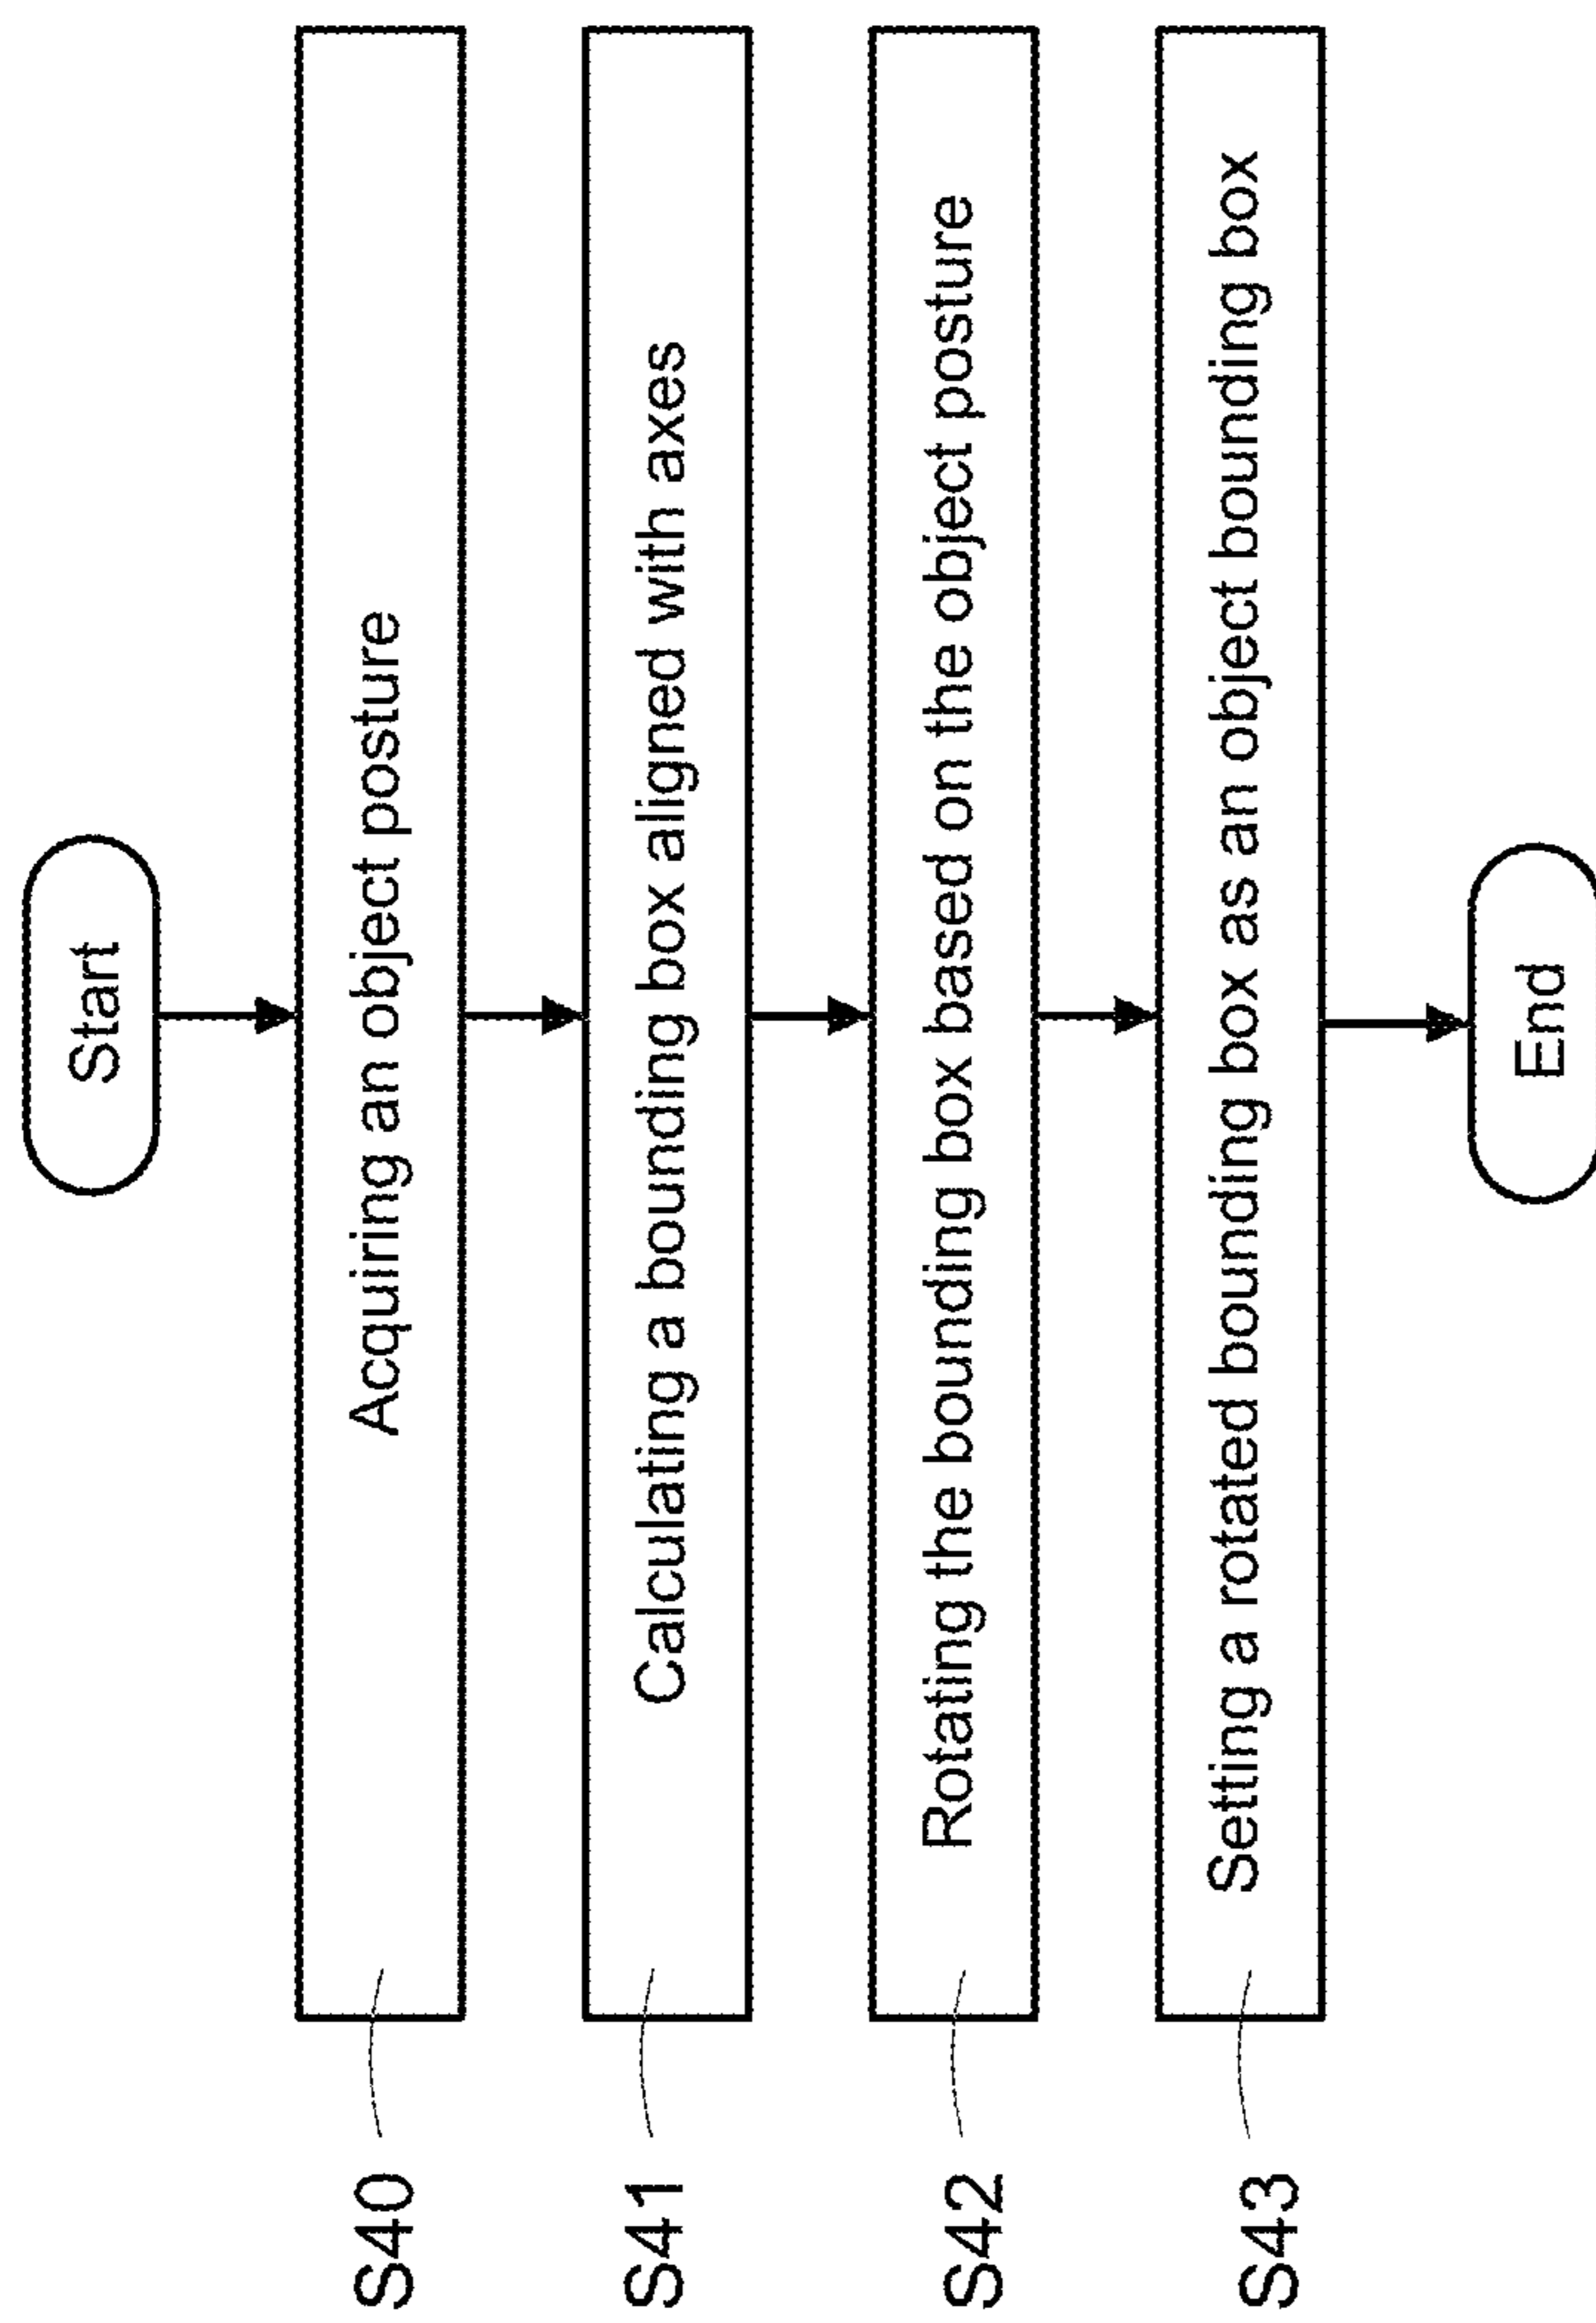 Start
S40
Acquiring an object posture
S41
Calculating a bounding box aligned with axes
S42
Rotating the bounding box based on the object posture
S43
Setting a rotated bounding box as an object bounding box
End